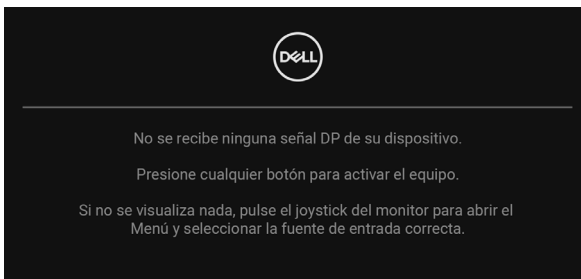 DELL
No se recibe ninguna señal DP de su dispositivo.
Presione cualquier botón para activar el equipo.
Si no se visualiza nada, pulse el joystick del monitor para abrir el
Menú y seleccionar la fuente de entrada correcta.